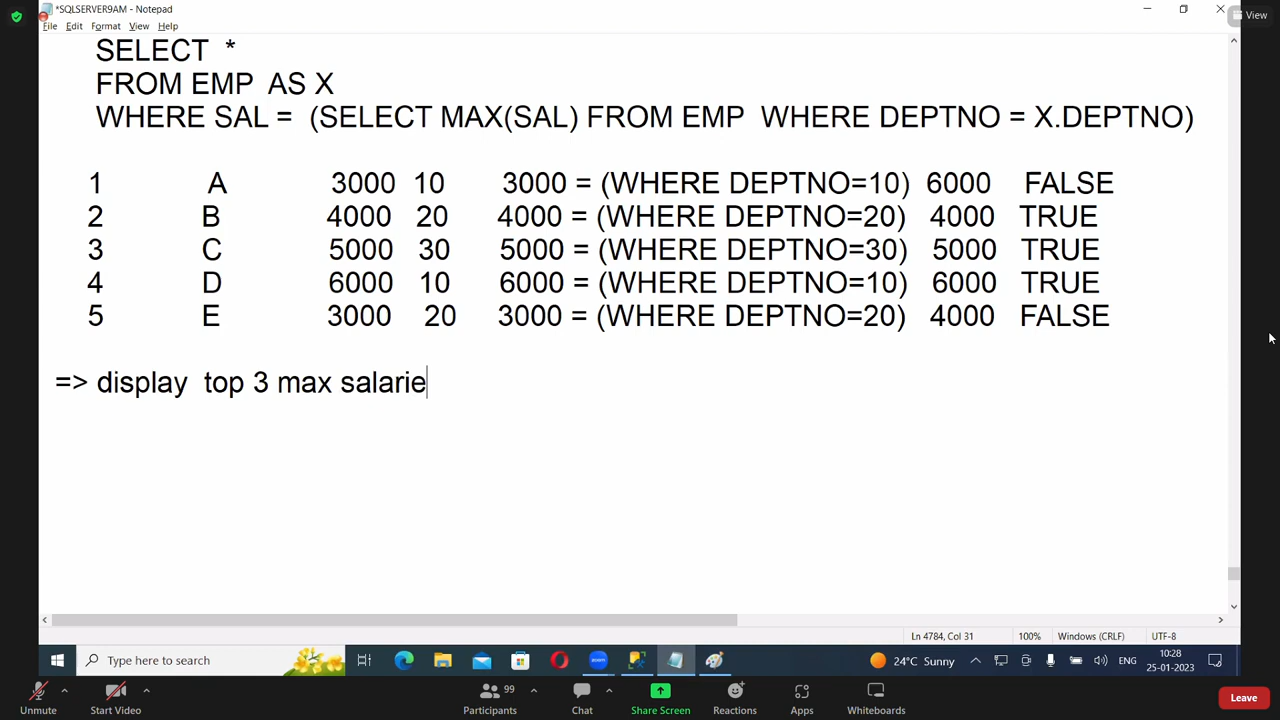 *SQLSERVER9AM - Notepad
View
File Edit Format View Help
SELECT *
FROM EMP AS X
WHERE SAL = (SELECT MAX(SAL) FROM EMP WHERE DEPTNO = X.DEPTNO)
1 A 3000 10 3000 = (WHERE DEPTNO=10) 6000 FALSE
2 B 4000 20 4000 = (WHERE DEPTNO=20) 4000 TRUE
3 C 5000 30 5000 = (WHERE DEPTNO=30) 5000 TRUE
4 D 6000 10 6000 = (WHERE DEPTNO=10) 6000 TRUE
5 E 3000 20 3000 = (WHERE DEPTNO=20) 4000 FALSE
=> display top 3 max salarie
Ln 4784, Col 31 100% Windows (CRLF) UTF-8
Type here to search
zoom
24°C Sunny
ENG
10:28
25-01-2023
99
Unmute Start Video Participants Chat Share Screen Reactions Apps Whiteboards
Leave